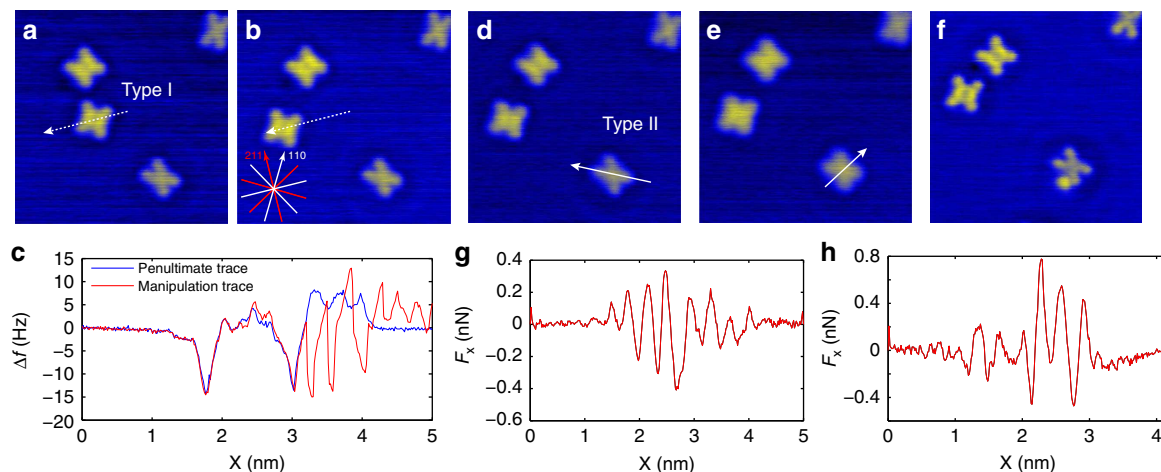 a
b
d
e
f
Type I
Type II
211
110
c
Penultimate trace
Manipulation trace
Δf (Hz)
15
10
5
0
−5
−10
−15
−20
0
1
2
3
4
5
X (nm)
g
Fx (nN)
0.4
0.2
0
−0.2
−0.4
−0.6
0
1
2
3
4
5
X (nm)
h
Fx (nN)
0.8
0.4
0
−0.4
0
1
2
3
4
X (nm)